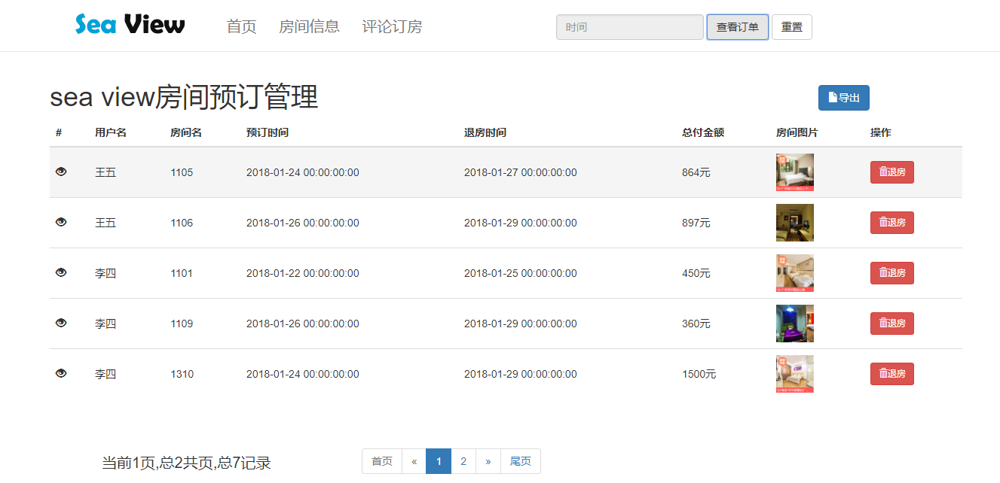 Sea View 首页 房间信息 评论订房 时间 查看订单 重置
sea view房间预订管理 导出
# 用户名 房间名 预订时间 退房时间 总付金额 房间图片 操作
王五 1105 2018-01-24 00:00:00:00 2018-01-27 00:00:00:00 864元 退房
王五 1106 2018-01-26 00:00:00:00 2018-01-29 00:00:00:00 897元 退房
李四 1101 2018-01-22 00:00:00:00 2018-01-25 00:00:00:00 450元 退房
李四 1109 2018-01-26 00:00:00:00 2018-01-29 00:00:00:00 360元 退房
李四 1310 2018-01-24 00:00:00:00 2018-01-29 00:00:00:00 1500元 退房
当前1页,总2共页,总7记录 首页 « 1 2 » 尾页